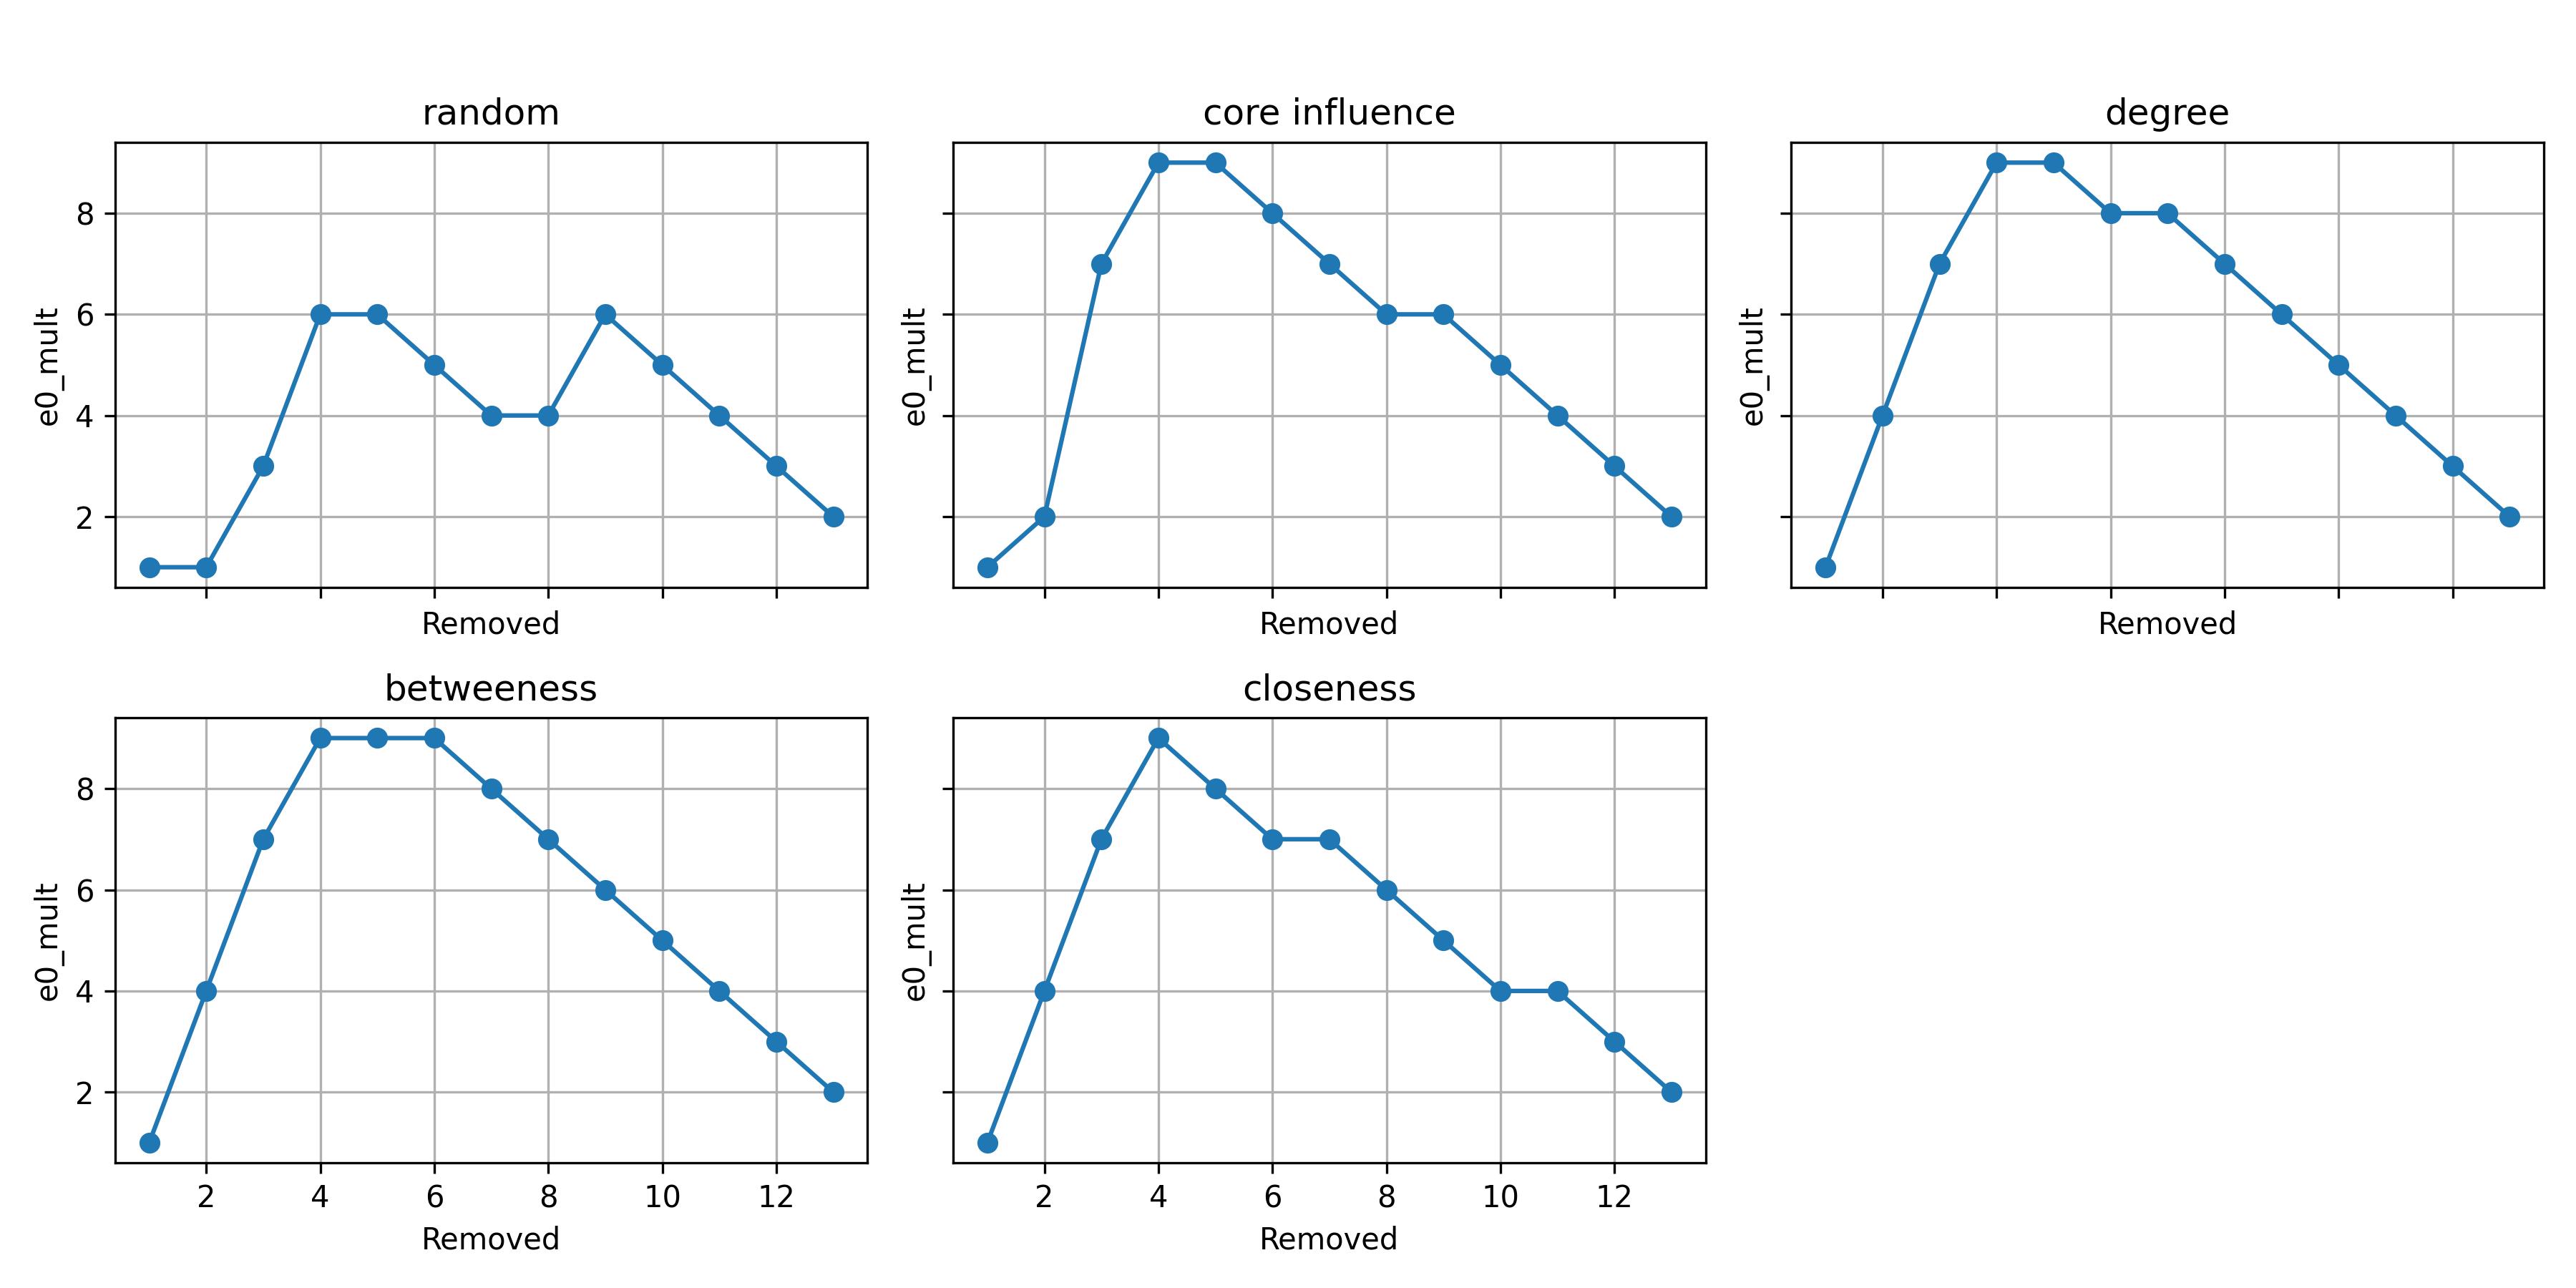 random
core influence
degree
8
6
4
2
e0_mult
e0_mult
e0_mult
Removed
Removed
Removed
betweeness
closeness
8
6
4
2
e0_mult
e0_mult
2 4 6 8 10 12
2 4 6 8 10 12
Removed
Removed